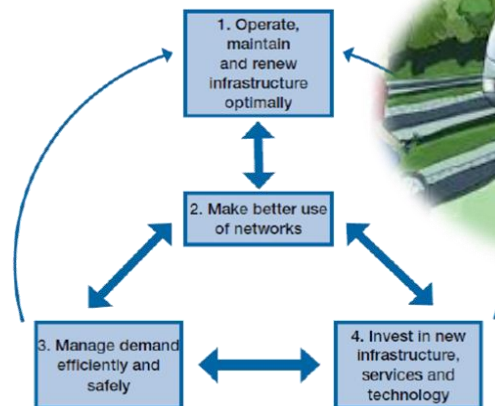 1. Operate,
maintain
and renew
infrastructure
optimally
2. Make better use
of networks
3. Manage demand
efficiently and
safely
4. Invest in new
infrastructure,
services and
technology